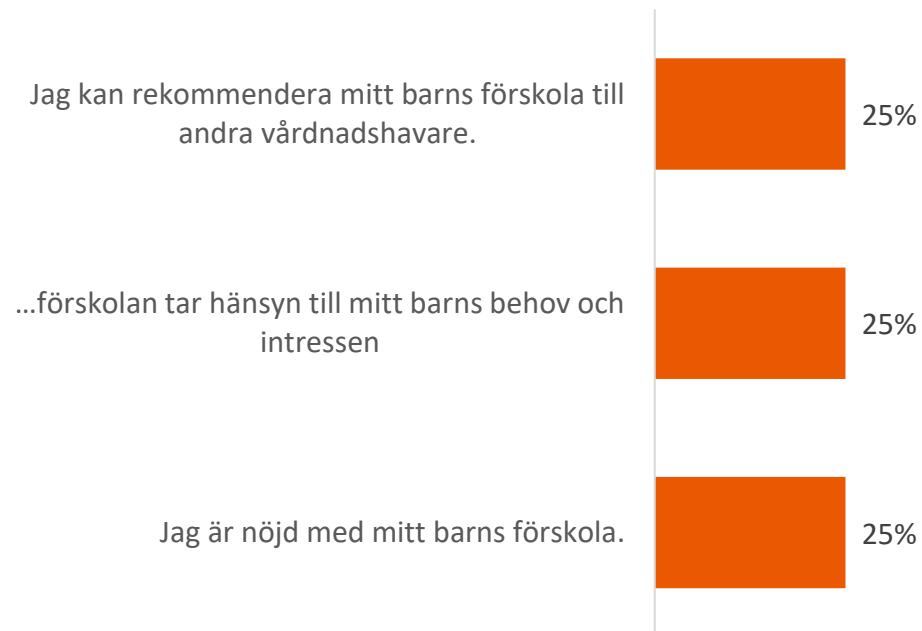 Jag kan rekommendera mitt barns förskola till
andra vårdnadshavare.
25%
...förskolan tar hänsyn till mitt barns behov och
intressen
25%
Jag är nöjd med mitt barns förskola.
25%